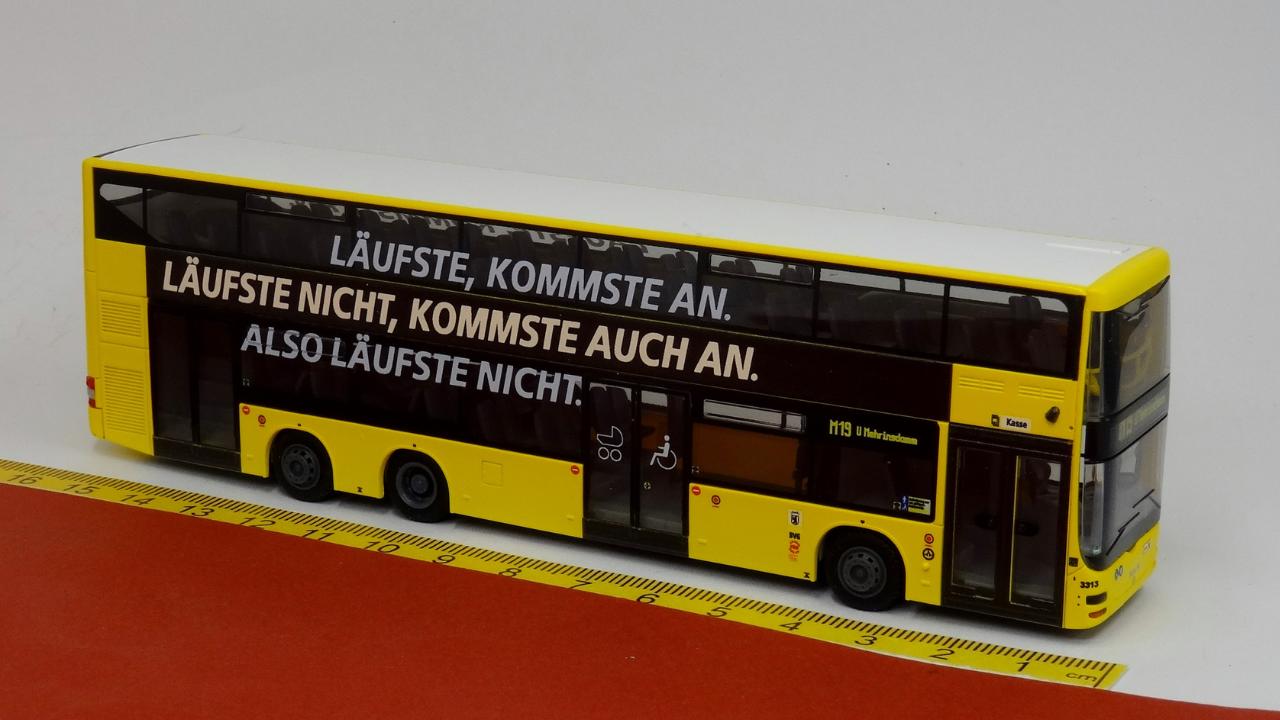 LÄUFSTE, KOMMSTE AN.
LÄUFSTE NICHT, KOMMSTE AUCH AN.
ALSO LÄUFSTE NICHT.
Kasse
M19 U Mehringdamm
BVG
3313
16 15 14 13 12 11 10 9 8 7 6 5 4 3 2 1 cm